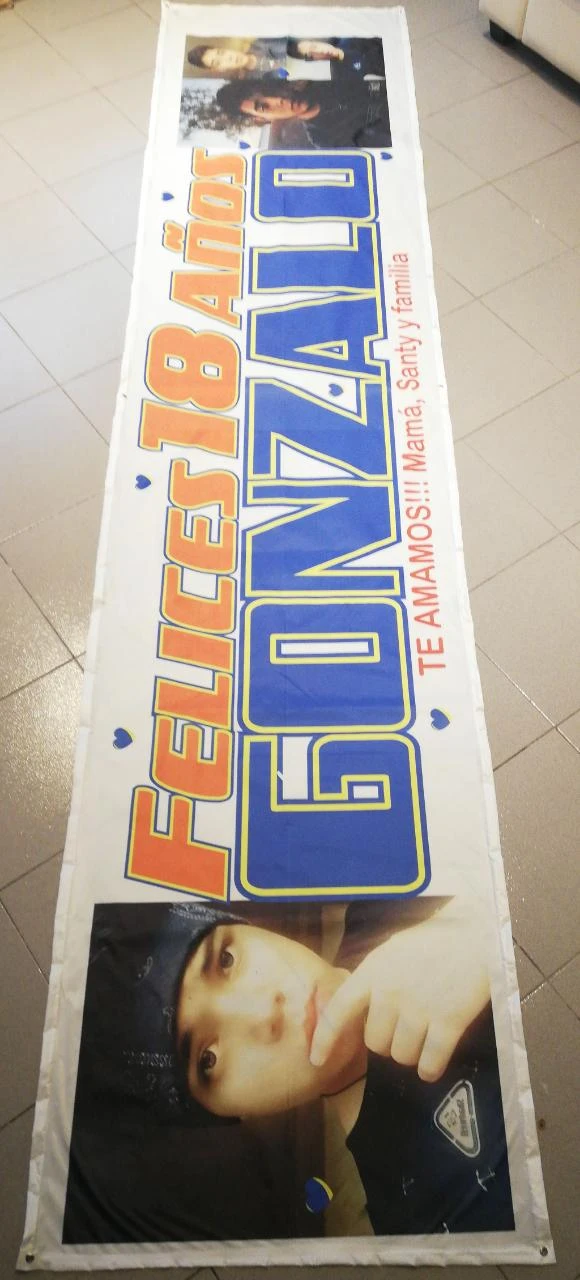 FELICES 18 AÑOS
GONZALO
TE AMAMOS!!! Mamá, Santy y familia